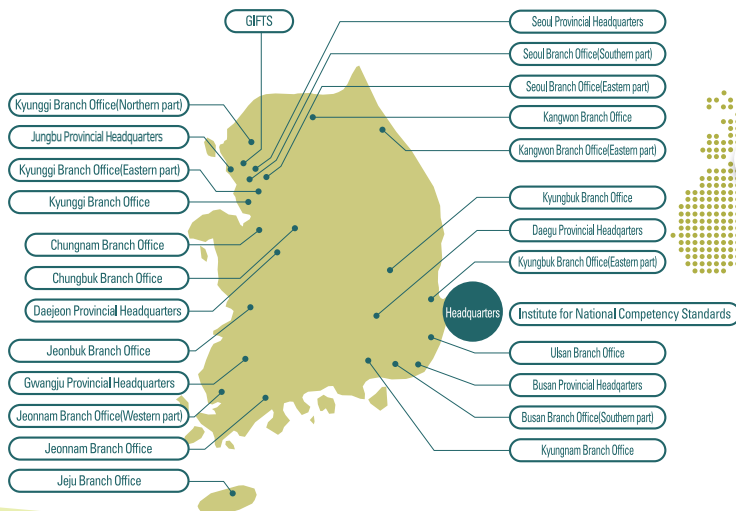 GIFTS
Kyunggi Branch Office(Northern part)
Jungbu Provincial Headquarters
Kyunggi Branch Office(Eastern part)
Kyunggi Branch Office
Chungnam Branch Office
Chungbuk Branch Office
Daejeon Provincial Headquarters
Jeonbuk Branch Office
Gwangju Provincial Headquarters
Jeonnam Branch Office(Western part)
Jeonnam Branch Office
Jeju Branch Office
Seoul Provincial Headquarters
Seoul Branch Office(Southern part)
Seoul Branch Office(Eastern part)
Kangwon Branch Office
Kangwon Branch Office(Eastern part)
Kyungbuk Branch Office
Daegu Provincial Headqarters
Kyungbuk Branch Office(Eastern part)
Headquarters
Institute for National Competency Standards
Ulsan Branch Office
Busan Provincial Headqarters
Busan Branch Office(Southern part)
Kyungnam Branch Office